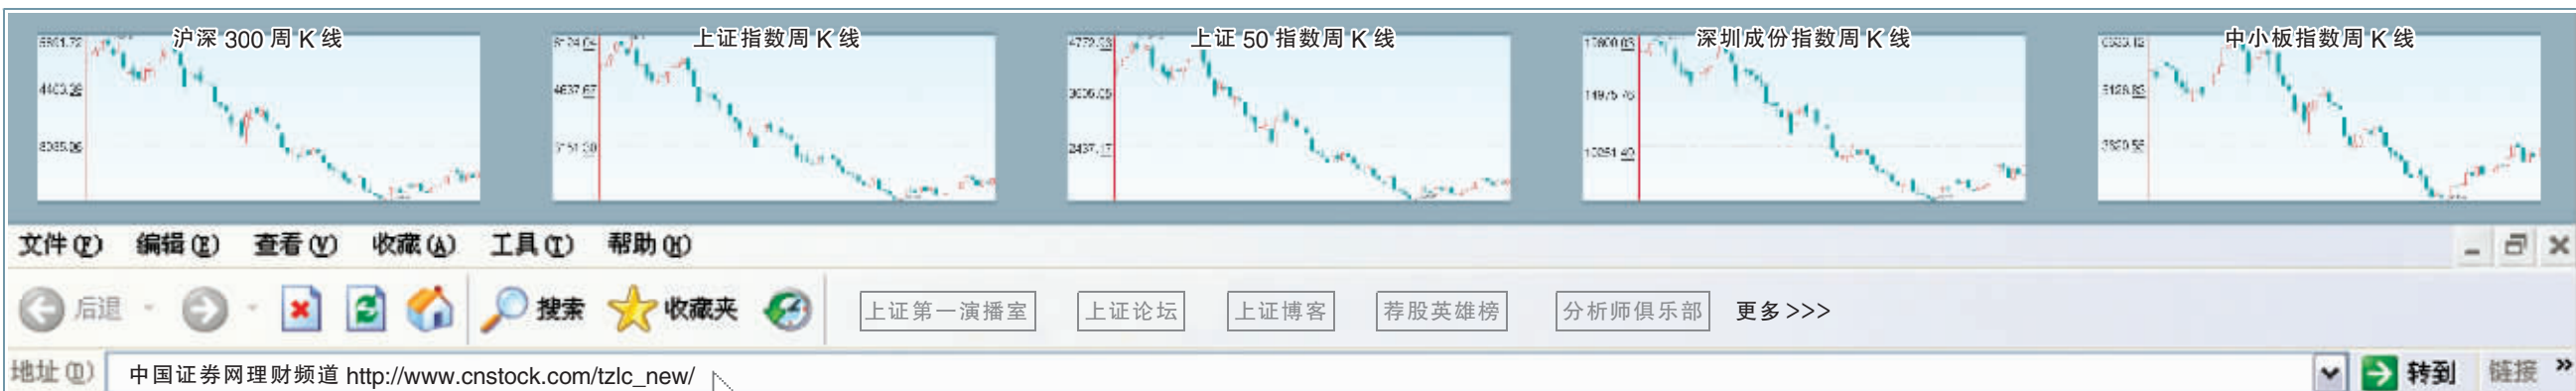 沪深 300 周 K 线
上证指数周 K 线
上证 50 指数周 K 线
深圳成份指数周 K 线
中小板指数周 K 线
文件(F) 编辑(E) 查看(V) 收藏(A) 工具(T) 帮助(H)
后退 搜索 收藏夹 上证第一演播室 上证论坛 上证博客 荐股英雄榜 分析师俱乐部 更多>>>
地址(D) 中国证券网理财频道 http://www.cnstock.com/tzlc_new/ 转到 链接 »